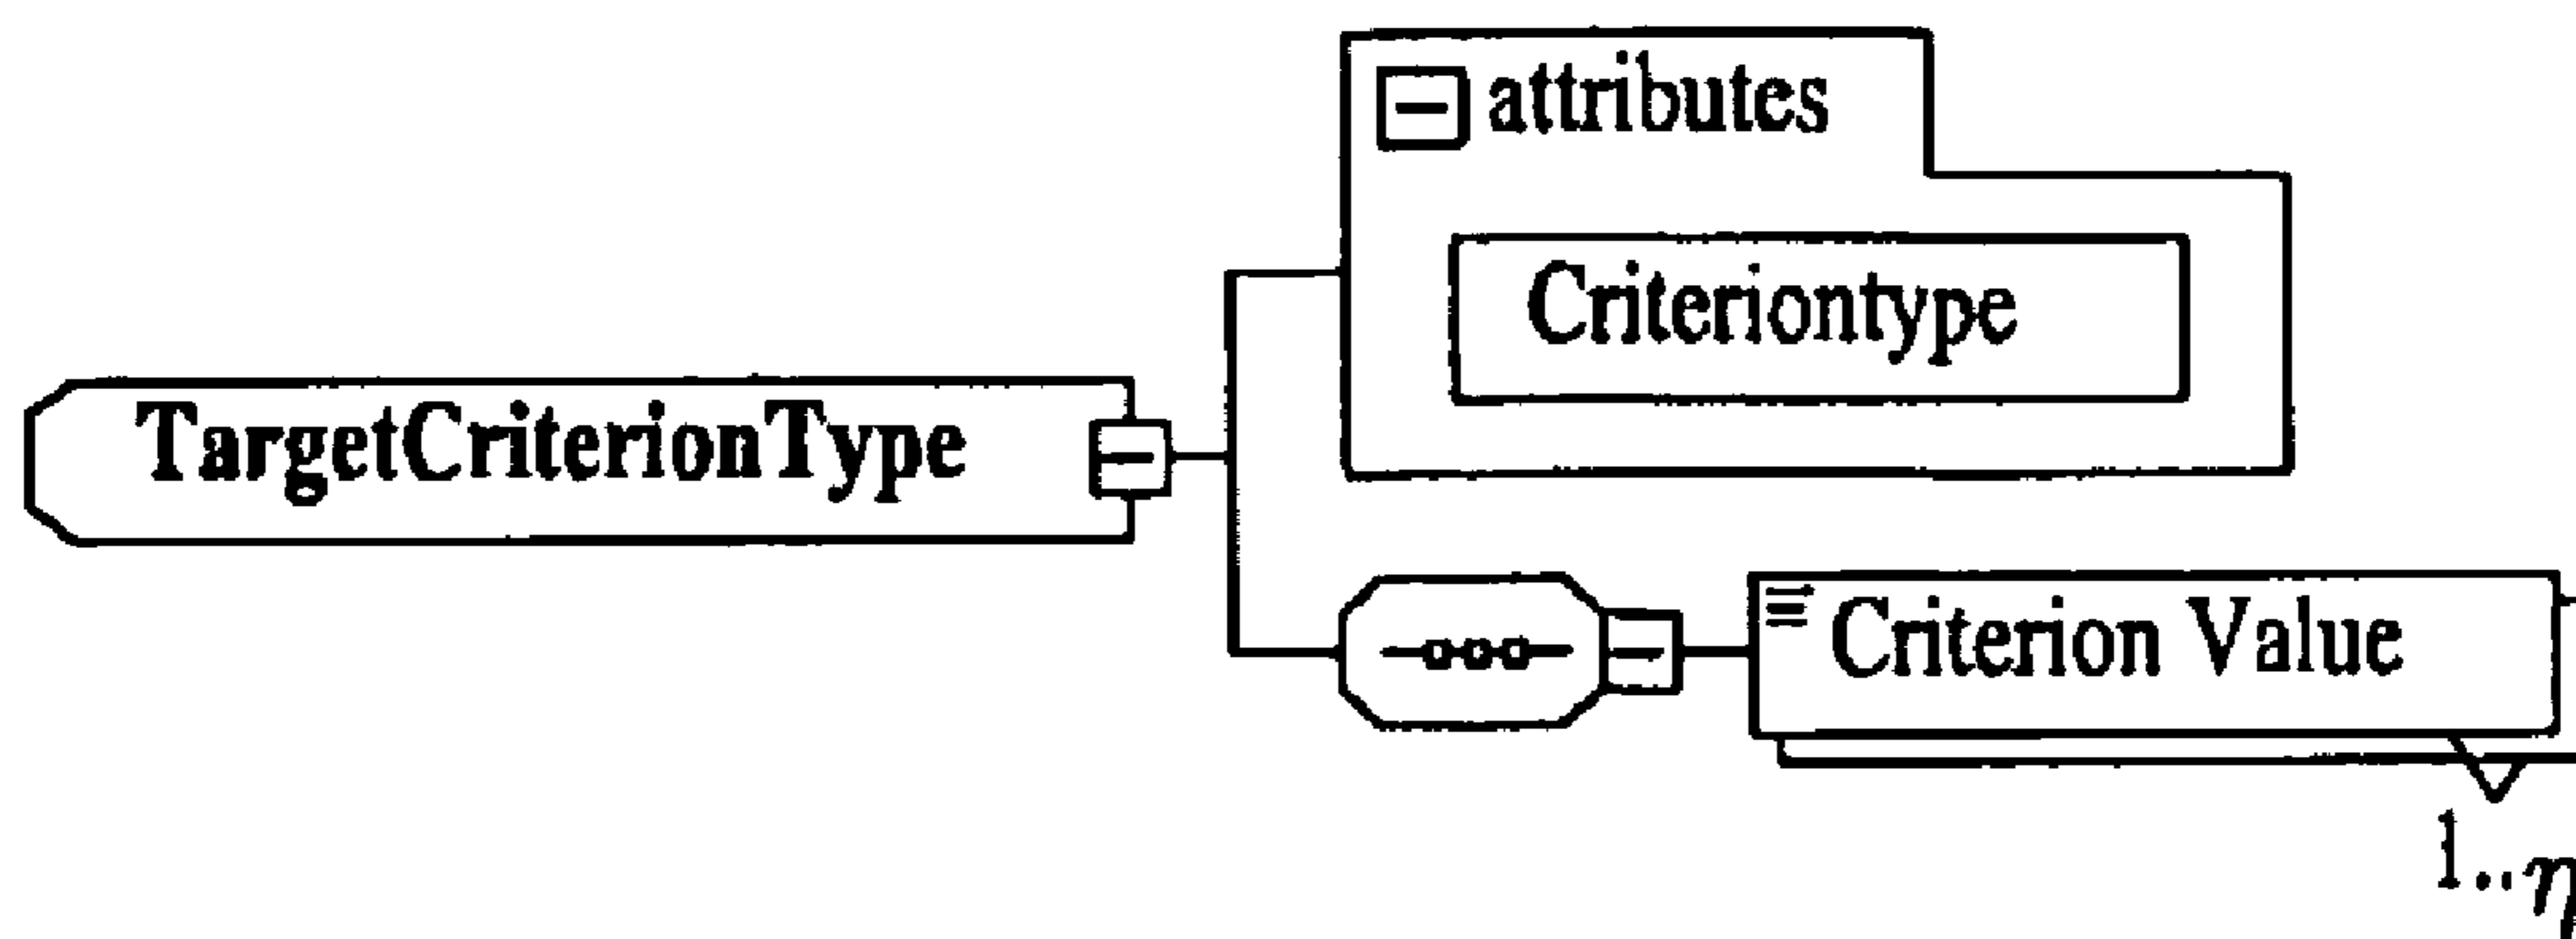 attributes
Criteriontype
TargetCriterionType
Criterion Value
1..η